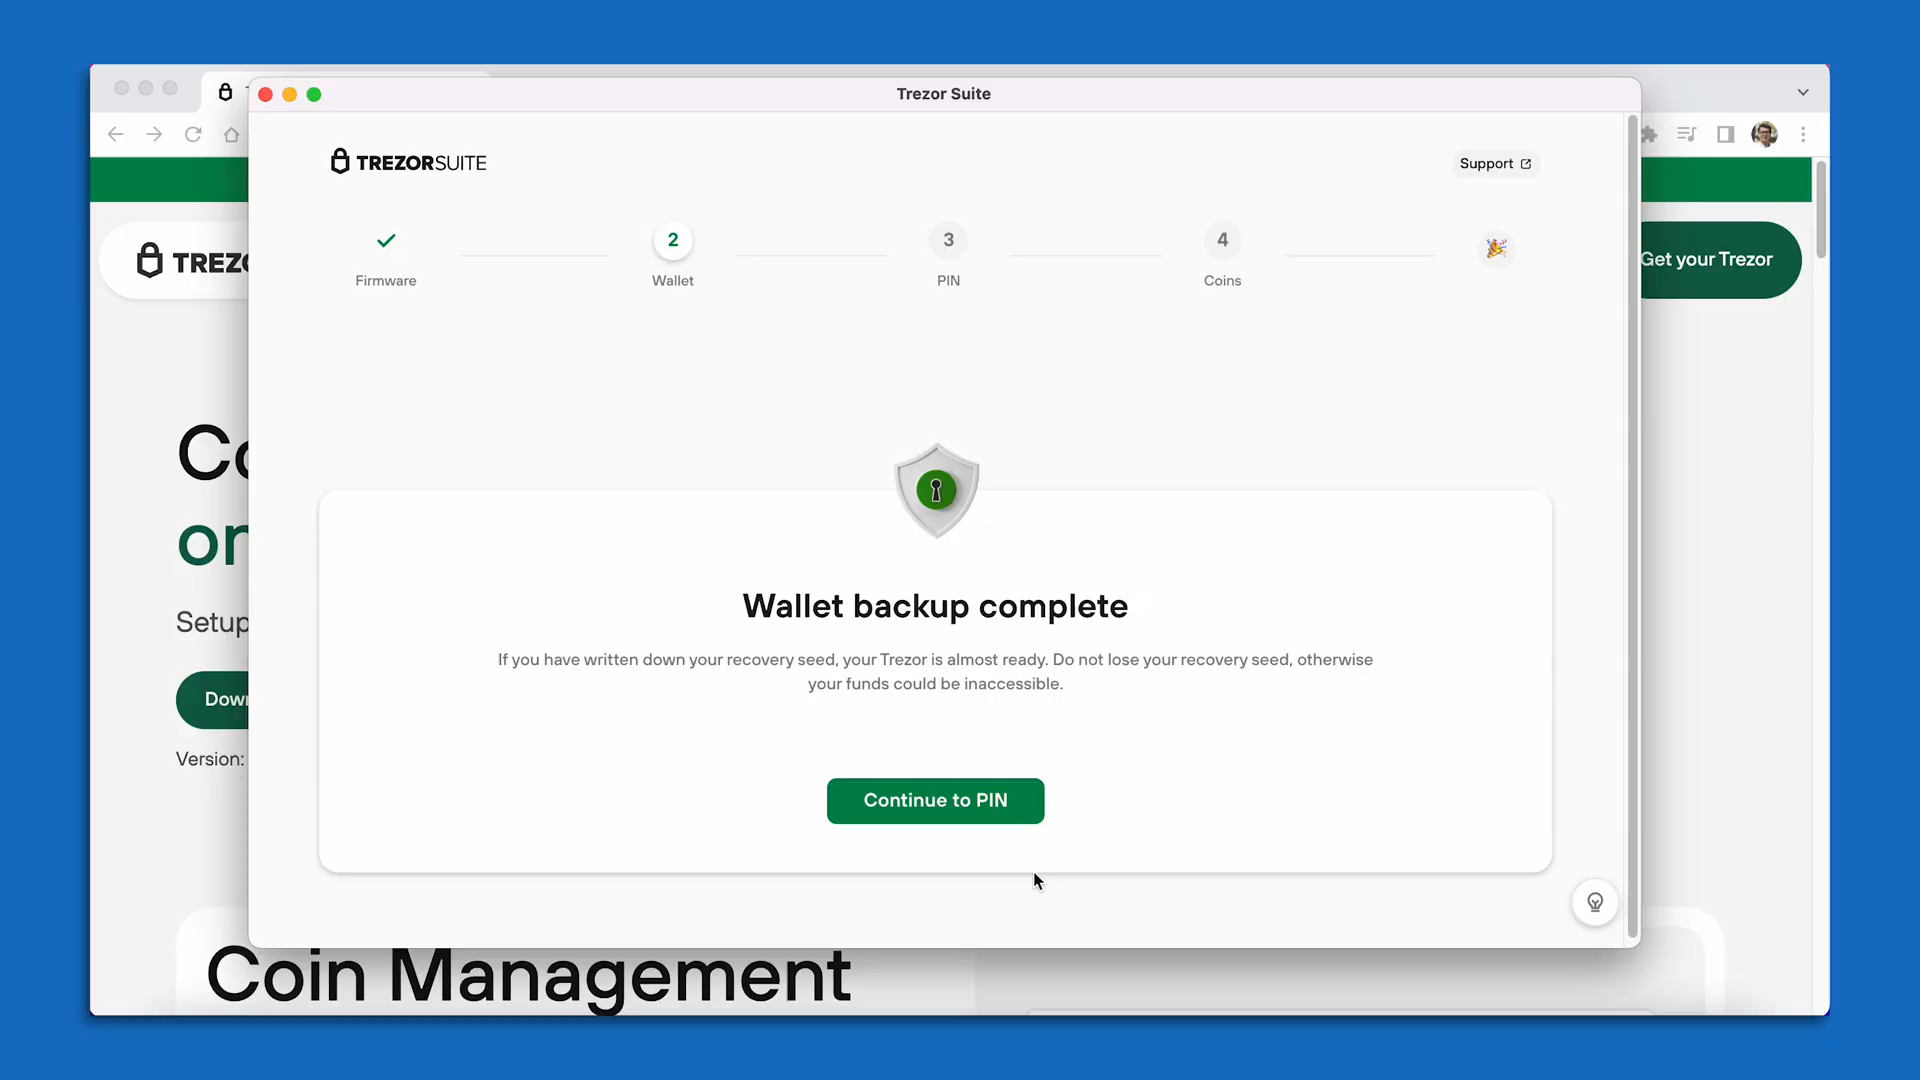 Trezor Suite
TREZORSUITE
Support
2
3
4
Firmware
Wallet
PIN
Coins
TREZ
Get your Trezor
Co
on
Setup
Down
Version:
Wallet backup complete
If you have written down your recovery seed, your Trezor is almost ready. Do not lose your recovery seed, otherwise
your funds could be inaccessible.
Continue to PIN
Coin Management